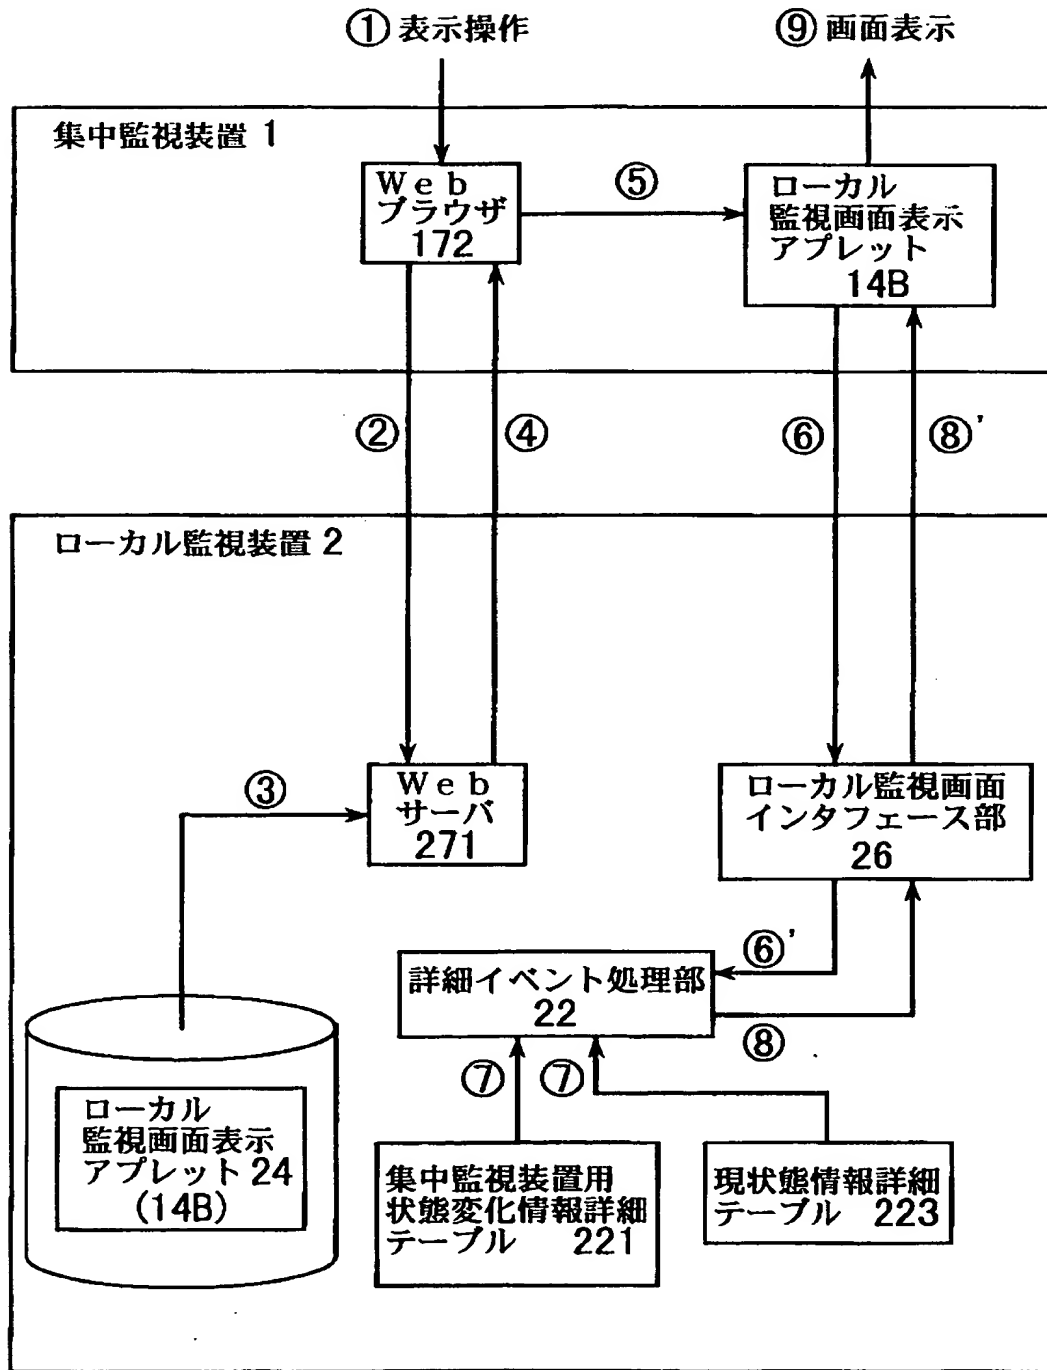 ① 表示操作
⑨ 画面表示
集中監視装置 1
Ｗｅｂ
ブラウザ
172
⑤
ローカル
監視画面表示
アプレット
14B
②
④
⑥
⑧'
ローカル監視装置 2
③
Ｗｅｂ
サーバ
271
ローカル監視画面
インタフェース部
26
⑥'
詳細イベント処理部
22
⑧
⑦
⑦
ローカル
監視画面表示
アプレット 24
(14B)
集中監視装置用
状態変化情報詳細
テーブル 221
現状態情報詳細
テーブル 223